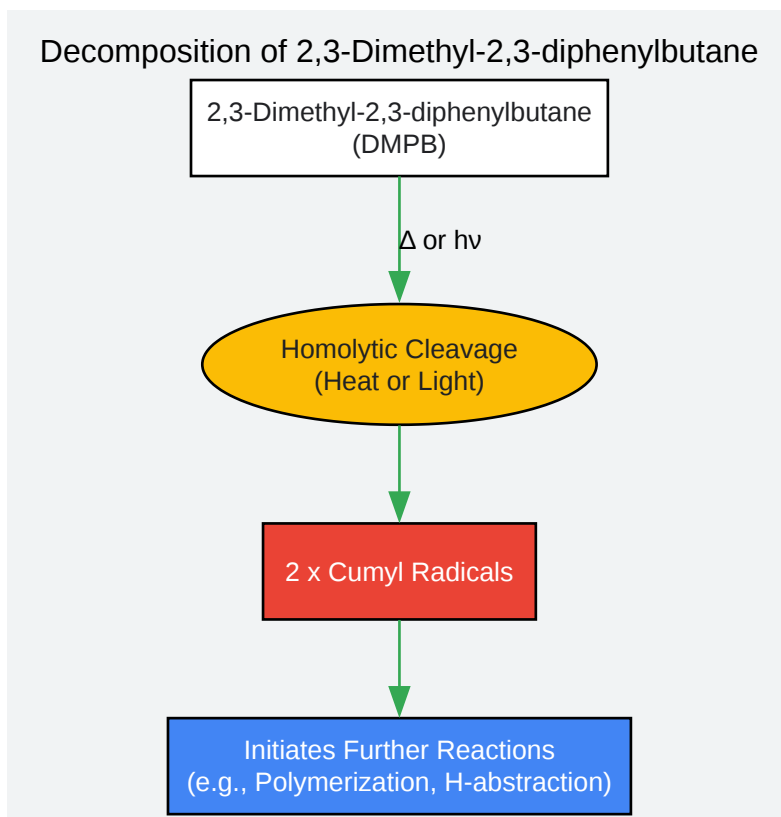 Decomposition of 2,3-Dimethyl-2,3-diphenylbutane
2,3-Dimethyl-2,3-diphenylbutane
(DMPB)
Δ or hν
Homolytic Cleavage
(Heat or Light)
2 x Cumyl Radicals
Initiates Further Reactions
(e.g., Polymerization, H-abstraction)